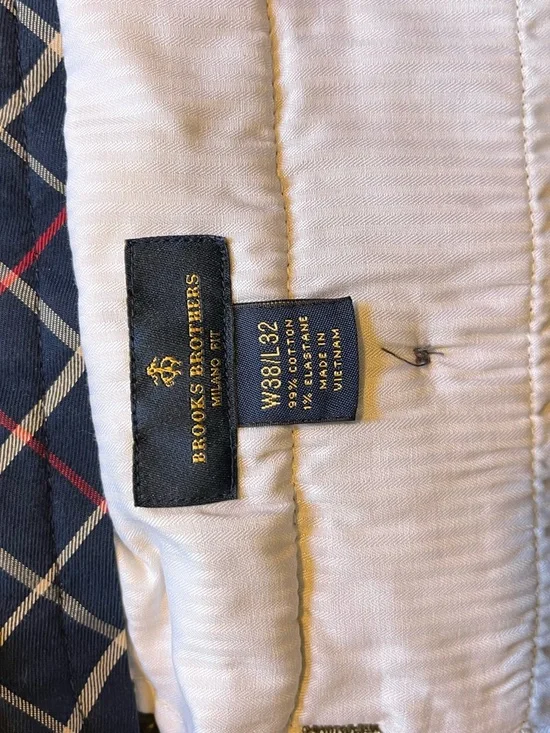 BROOKS BROTHERS
MILANO FIT
W38/L32
99% COTTON
1% ELASTANE
MADE IN
VIETNAM